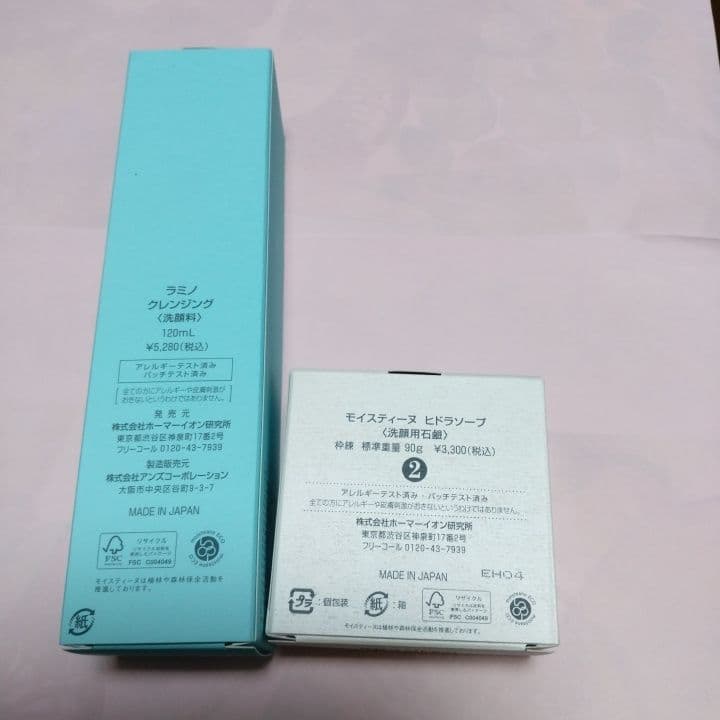 ラミノ
クレンジング
〈洗顔料〉
120mL
¥5,280(税込)
アレルギーテスト済み
パッチテスト済み
全ての方にアレルギーや皮膚刺激が
おきないというわけではありません。
発売元
株式会社ホーマーイオン研究所
東京都渋谷区神泉町17番2号
フリーコール 0120-43-7939
製造販売元
株式会社アンズコーポレーション
大阪市中央区谷町9-3-7
MADE IN JAPAN
FSC
リサイクル
FSC C004049
モイスティーヌは植林や森林保全活動を
推進しております。
紙
モイスティーヌ ヒドラソープ
〈洗顔用石鹸〉
枠練 標準重量 90g ¥3,300(税込)
2
アレルギーテスト済み・パッチテスト済み
全ての方にアレルギーや皮膚刺激がおきないというわけではありません。
株式会社ホーマーイオン研究所
東京都渋谷区神泉町17番2号
フリーコール 0120-43-7939
MADE IN JAPAN EH04
プラ : 個包装 紙 : 箱
FSC
リサイクル
FSC C004049
モイスティーヌは植林や森林保全活動を推進しております。